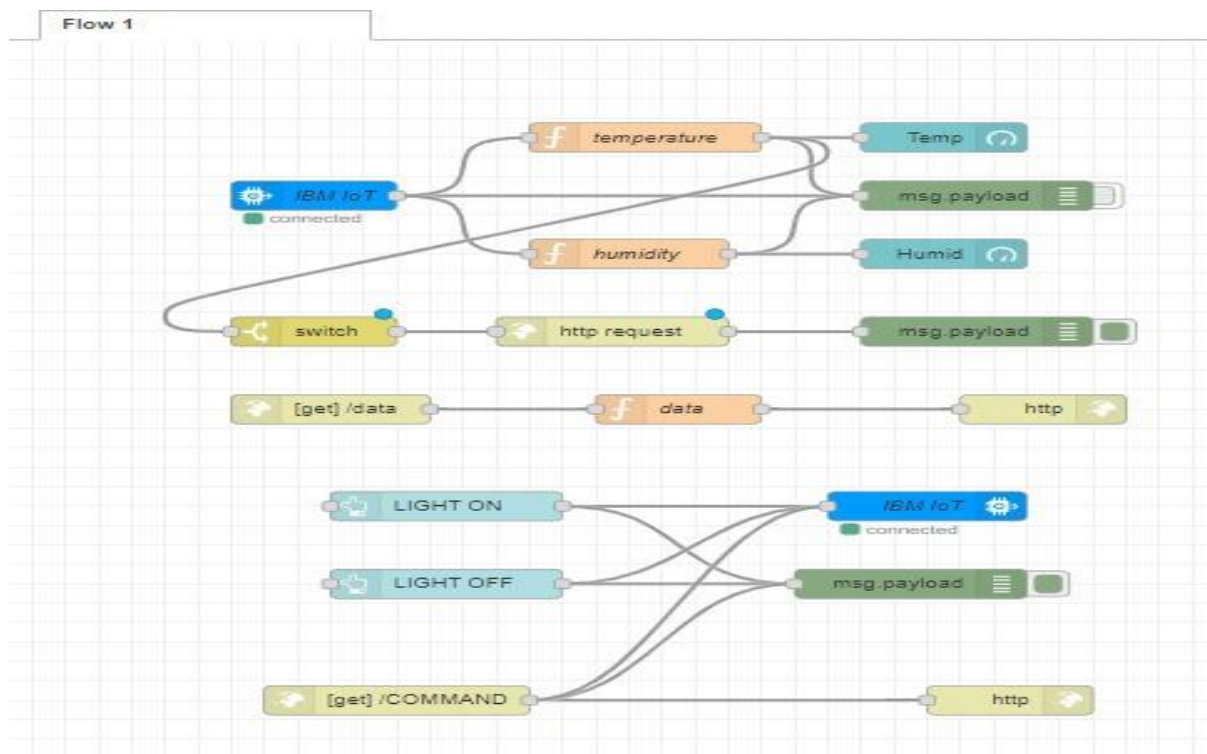 Flow 1
temperature
Temp
IBM IoT
msg.payload
connected
humidity
Humid
switch
http request
msg.payload
[get] /data
data
http
LIGHT ON
IBM IoT
connected
LIGHT OFF
msg.payload
[get] /COMMAND
http